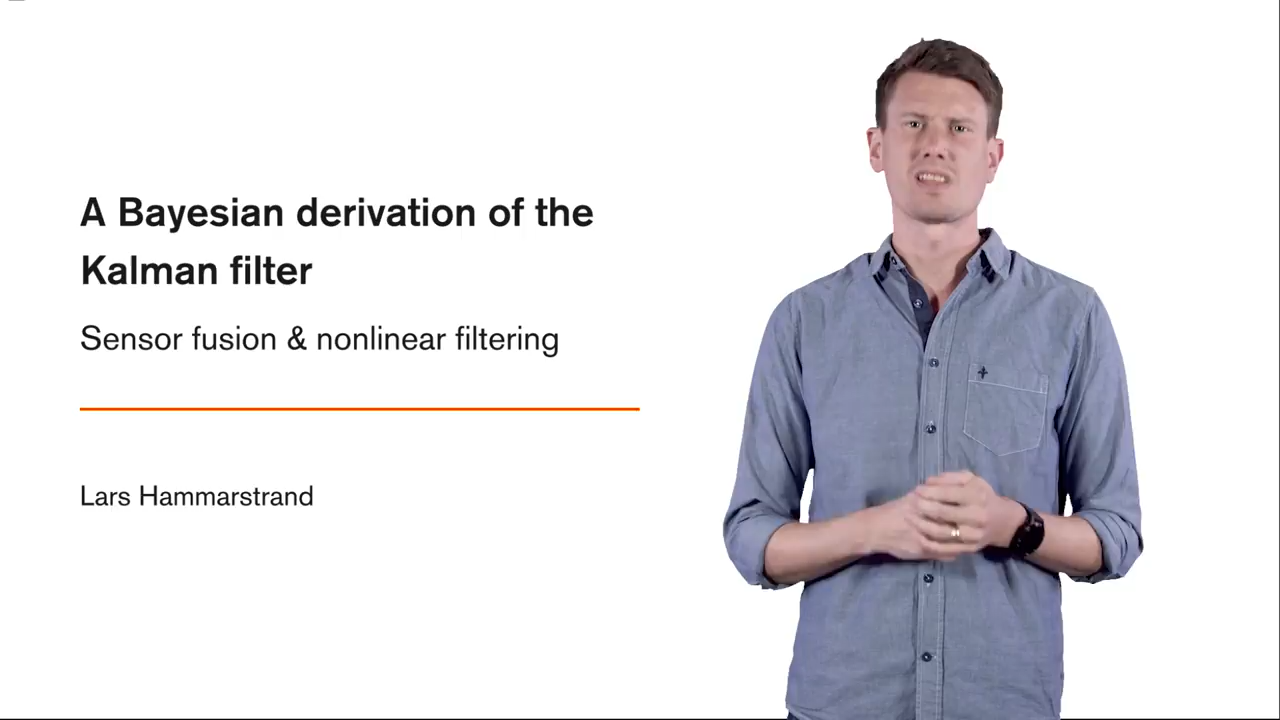 A Bayesian derivation of the
Kalman filter
Sensor fusion & nonlinear filtering
Lars Hammarstrand